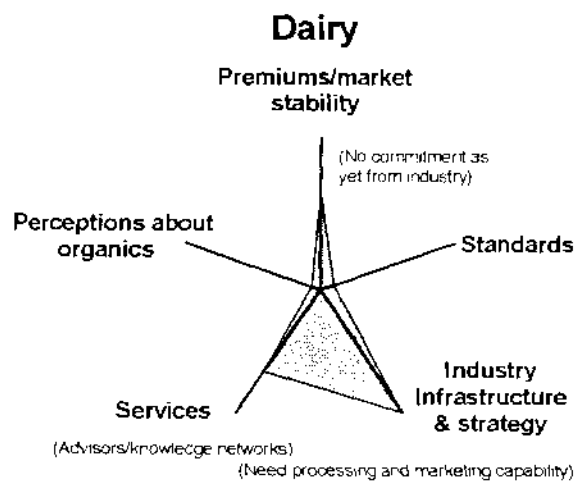 Dairy
Premiums/market
stability
(No commitment as
yet from industry)
Perceptions about
organics
Standards
Industry
Infrastructure
& strategy
Services
(Advisors/knowledge networks)
(Need processing and marketing capability)